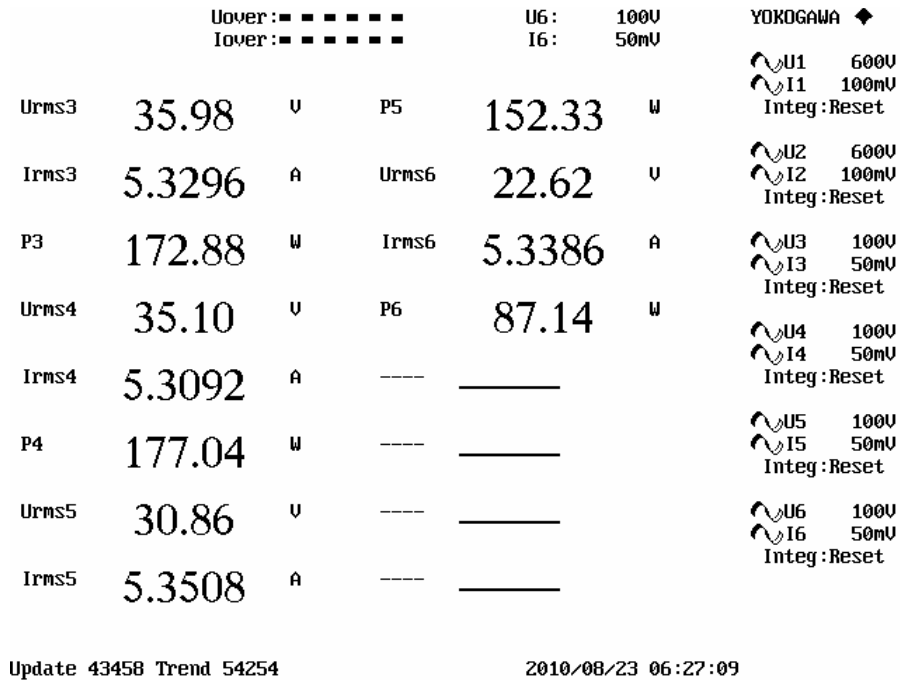 Uover:
Iover:
U6: 100V
I6: 50mV
YOKOGAWA ◆
Urms3 35.98 V
Irms3 5.3296 A
P3 172.88 W
Urms4 35.10 V
Irms4 5.3092 A
P4 177.04 W
Urms5 30.86 V
Irms5 5.3508 A
P5 152.33 W
Urms6 22.62 V
Irms6 5.3386 A
P6 87.14 W
----
----
----
----
U1 600V
I1 100mV
Integ:Reset
U2 600V
I2 100mV
Integ:Reset
U3 100V
I3 50mV
Integ:Reset
U4 100V
I4 50mV
Integ:Reset
U5 100V
I5 50mV
Integ:Reset
U6 100V
I6 50mV
Integ:Reset
Update 43458 Trend 54254
2010/08/23 06:27:09